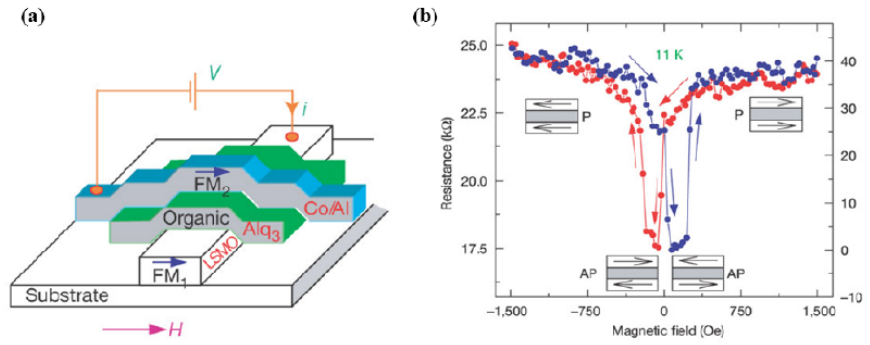 (a)
V
i
FM2
Co/Al
Organic
Alq3
LSMO
FM1
Substrate
H
(b)
25.0
22.5
20.0
17.5
Resistance (kΩ)
11 K
P
P
AP
AP
40
30
20
10
0
–10
–1,500
–750
0
750
1,500
Magnetic field (Oe)